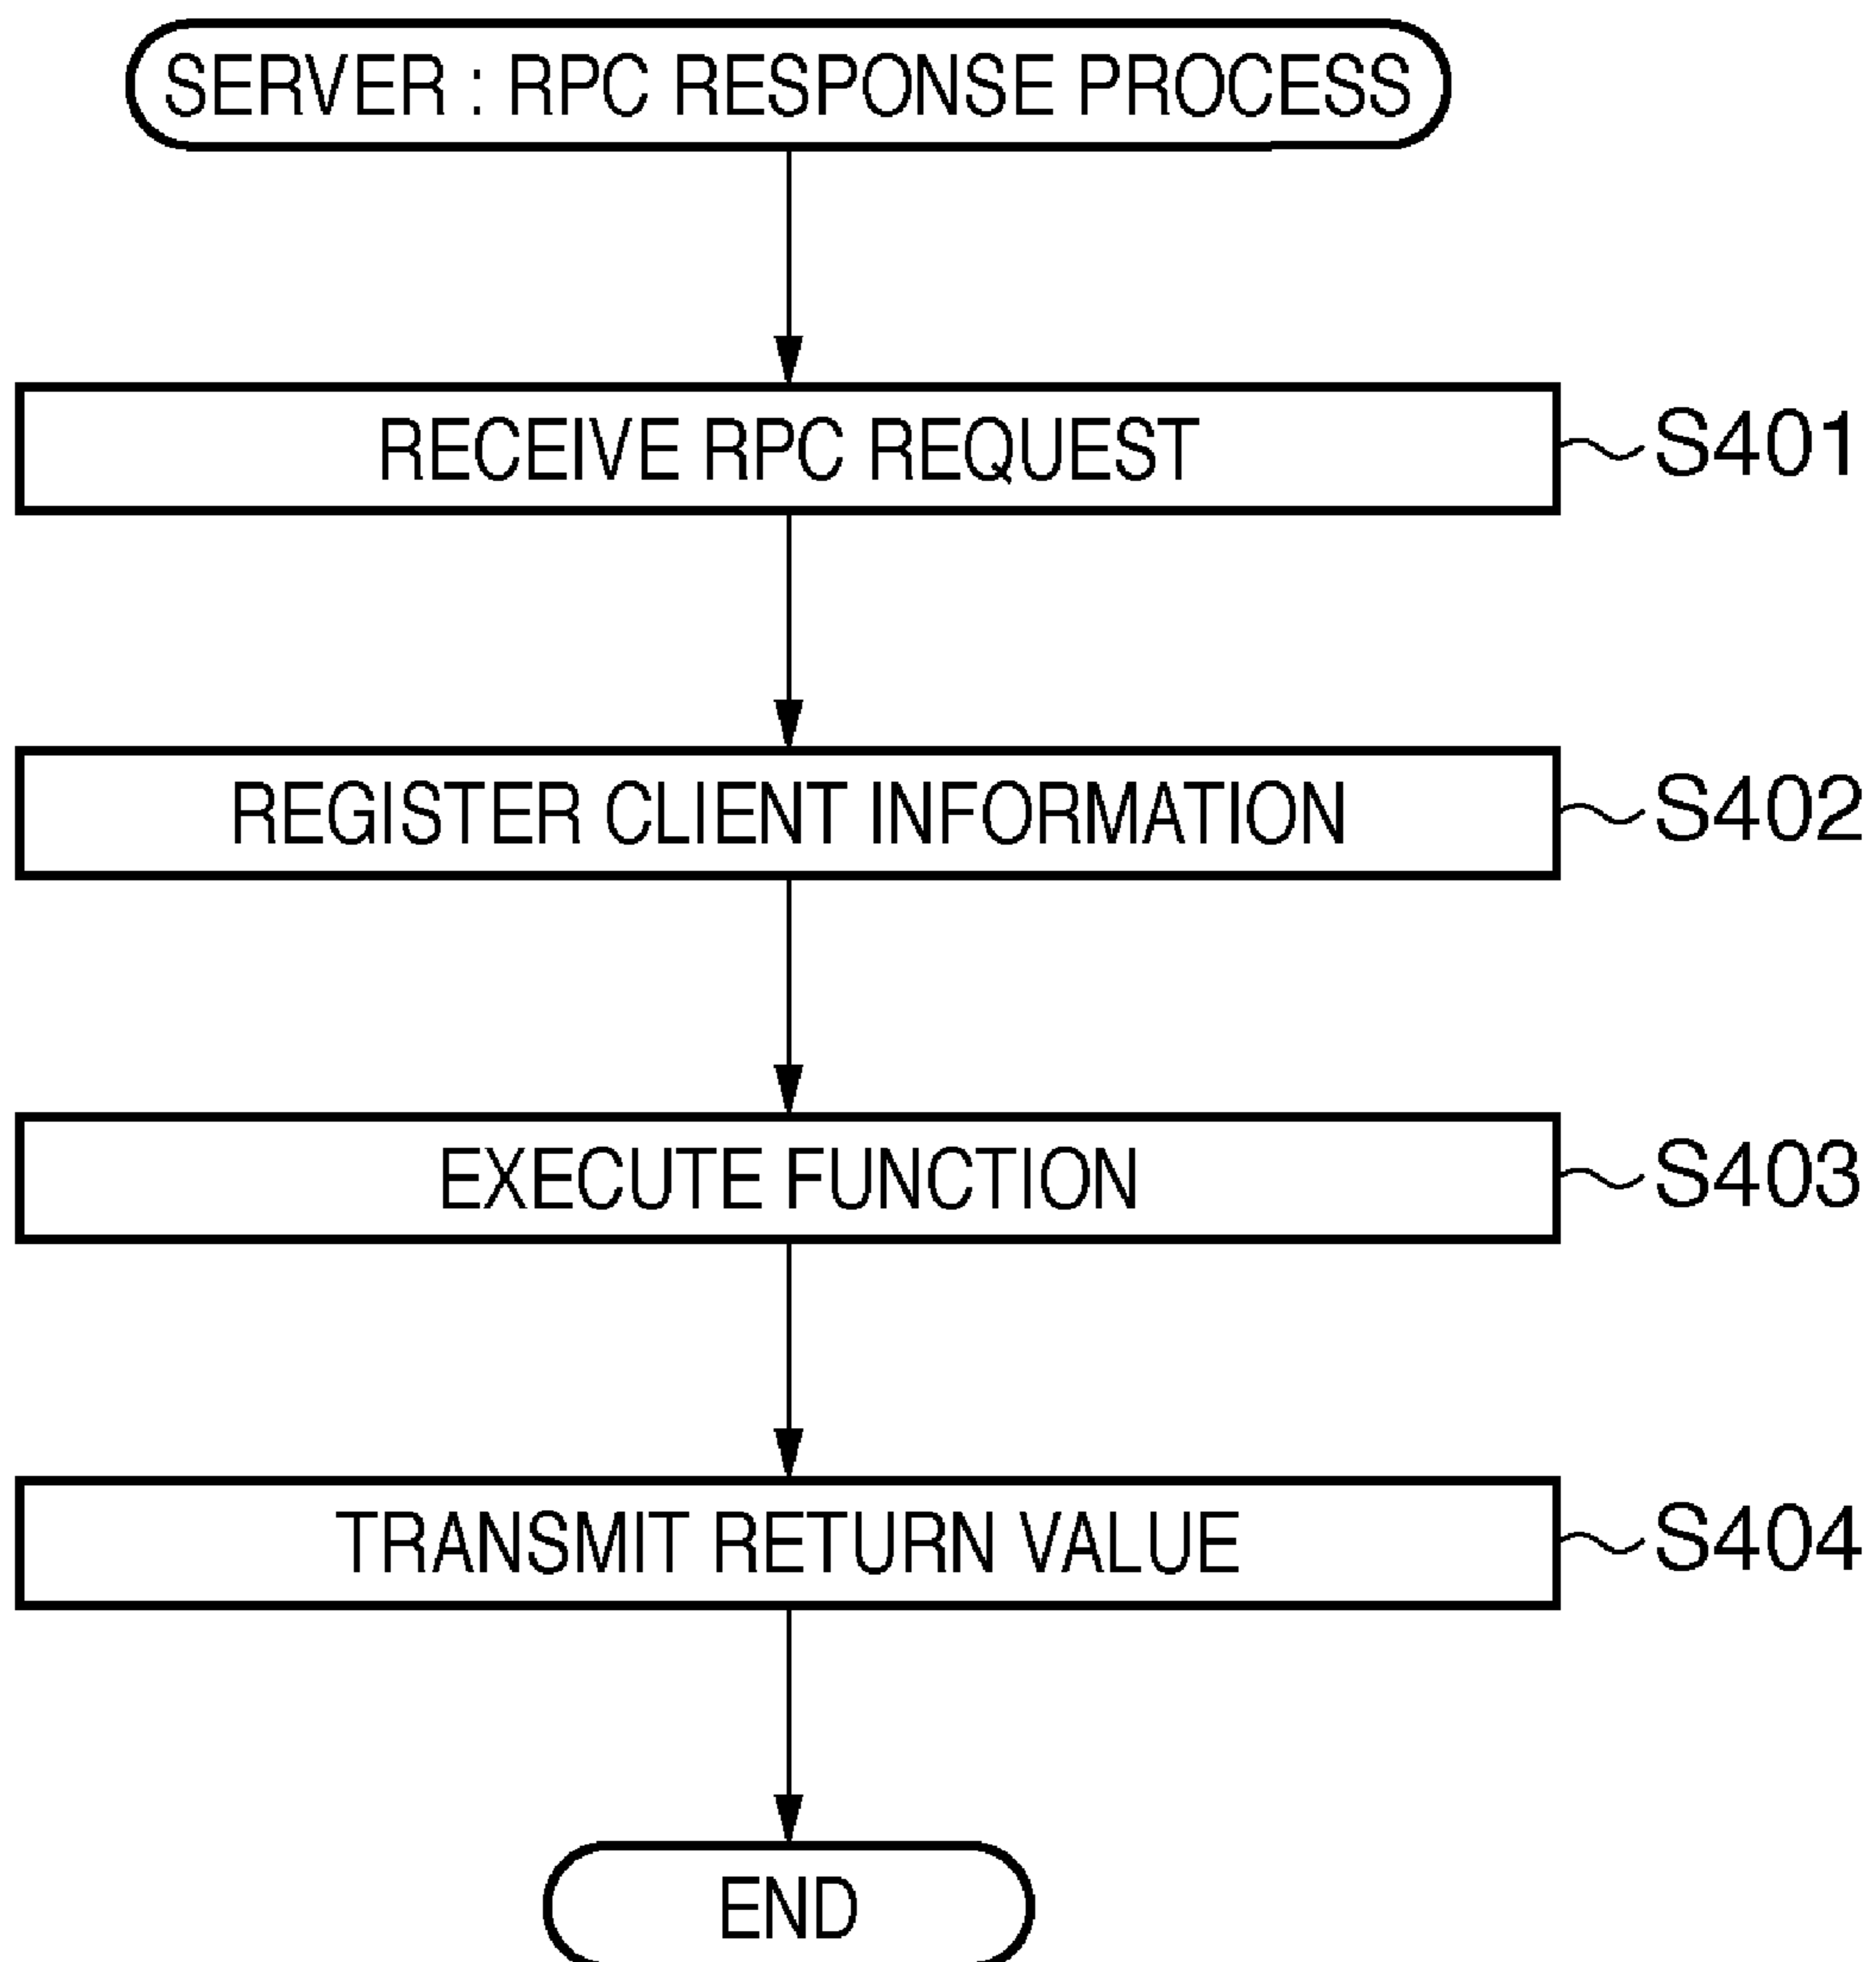 SERVER : RPC RESPONSE PROCESS
RECEIVE RPC REQUEST
S401
REGISTER CLIENT INFORMATION
S402
EXECUTE FUNCTION
S403
TRANSMIT RETURN VALUE
S404
END